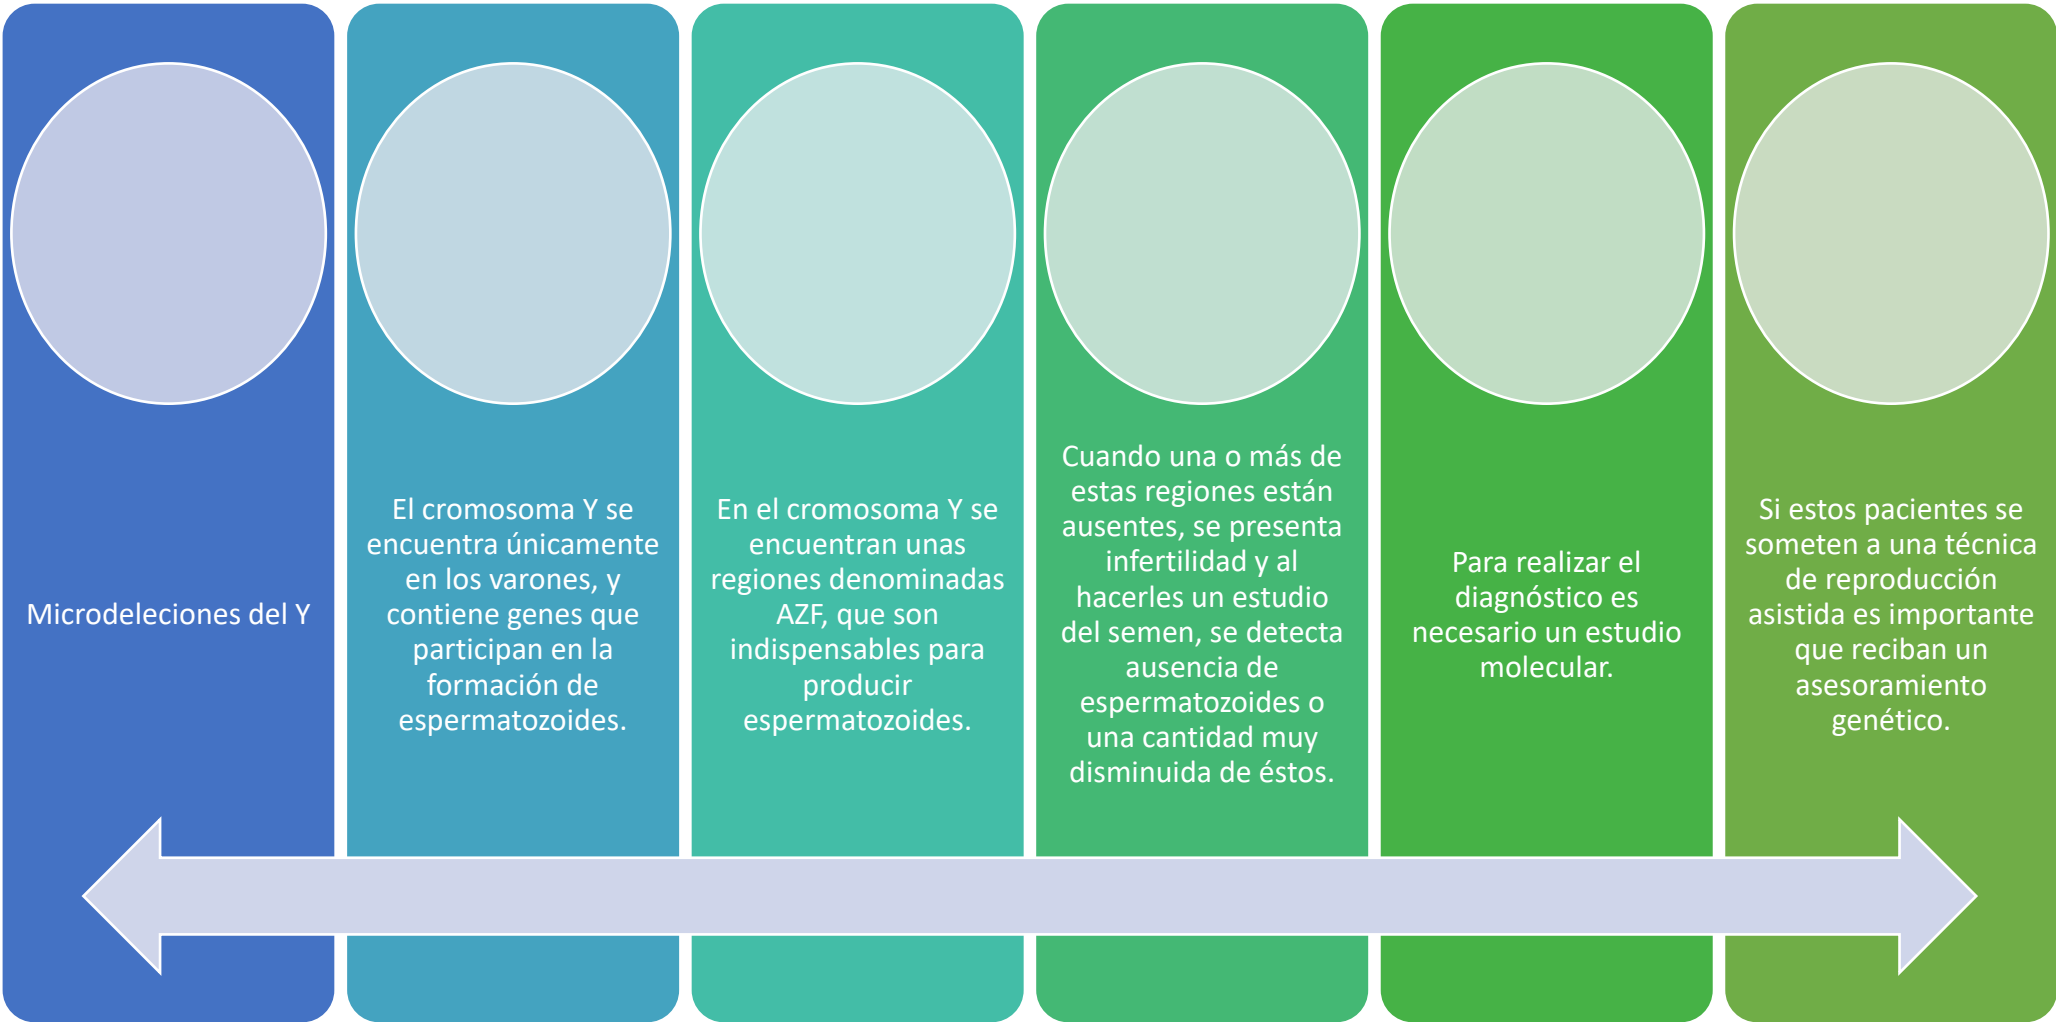 Microdeleciones del Y
El cromosoma Y se
encuentra únicamente
en los varones, y
contiene genes que
participan en la
formación de
espermatozoides.
En el cromosoma Y se
encuentran unas
regiones denominadas
AZF, que son
indispensables para
producir
espermatozoides.
Cuando una o más de
estas regiones están
ausentes, se presenta
infertilidad y al
hacerles un estudio
del semen, se detecta
ausencia de
espermatozoides o
una cantidad muy
disminuida de éstos.
Para realizar el
diagnóstico es
necesario un estudio
molecular.
Si estos pacientes se
someten a una técnica
de reproducción
asistida es importante
que reciban un
asesoramiento
genético.